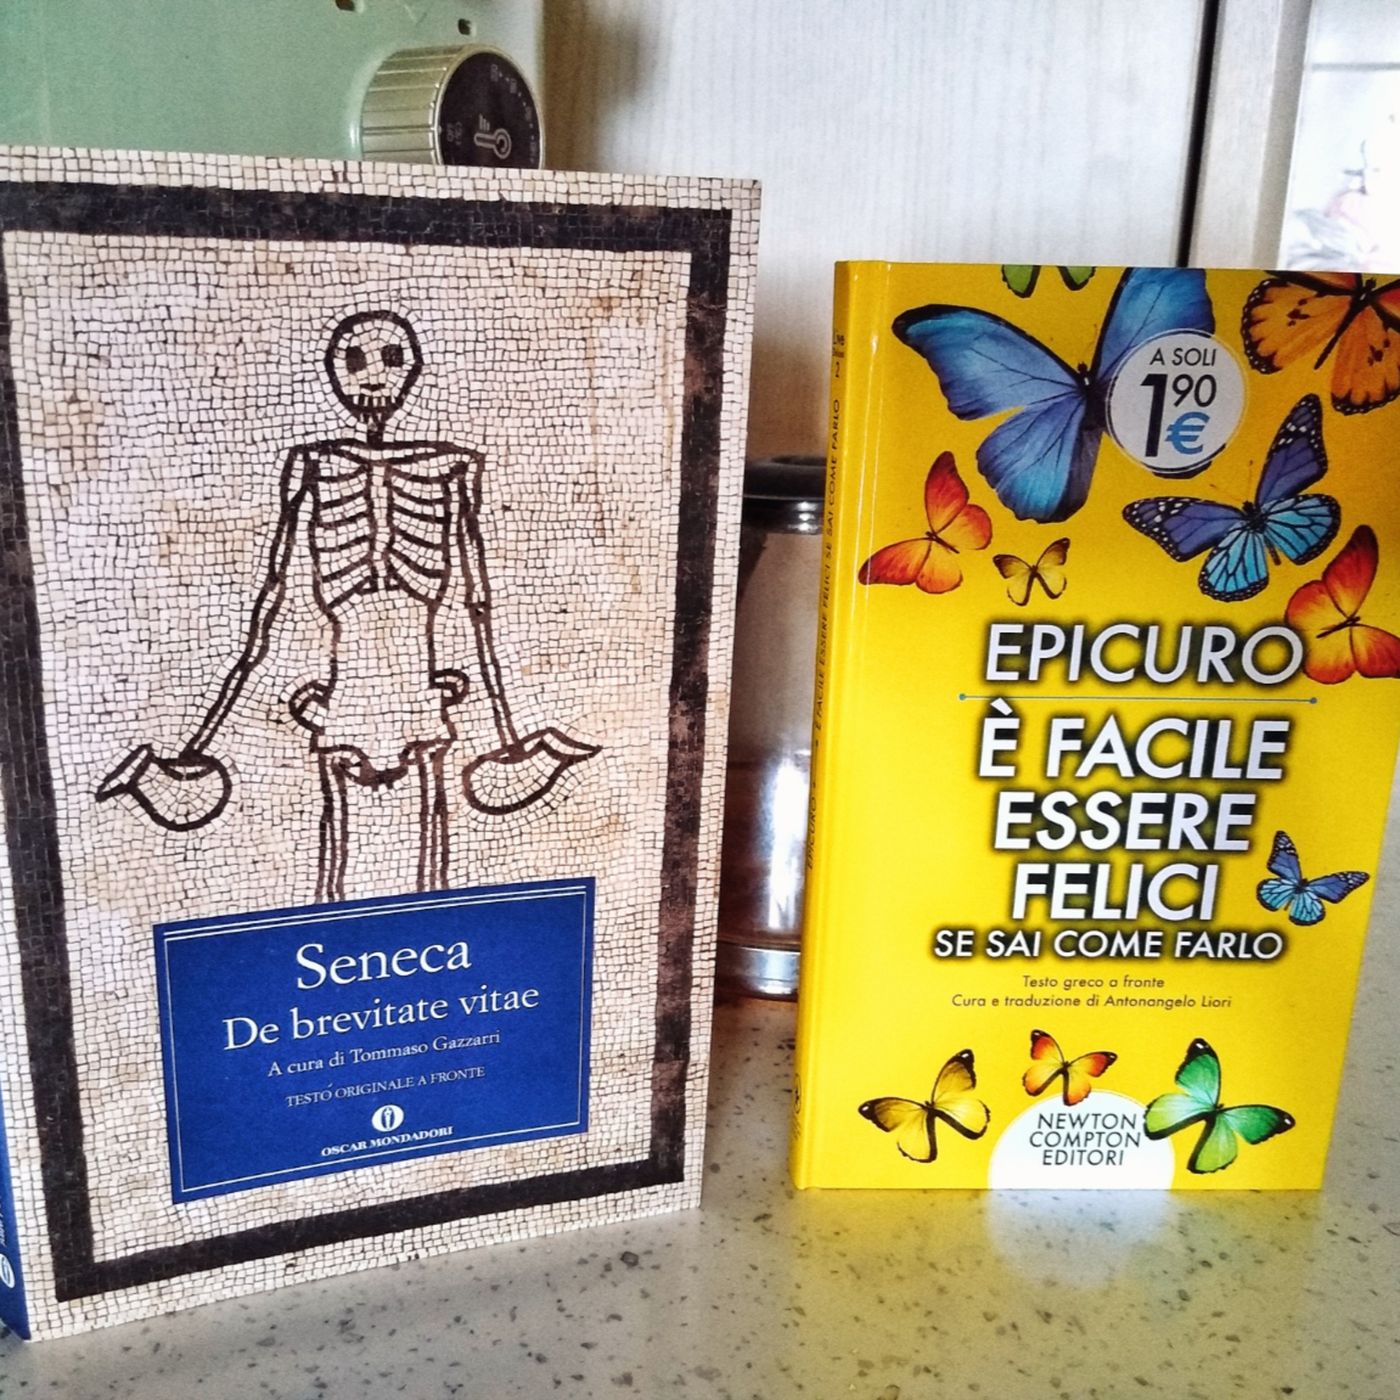 Seneca
De brevitate vitae
A cura di Tommaso Gazzarri
TESTO ORIGINALE A FRONTE
OSCAR MONDADORI
A SOLI
1 90
€
EPICURO
È FACILE
ESSERE
FELICI
SE SAI COME FARLO
Testo greco a fronte
Cura e traduzione di Antonangelo Liori
NEWTON
COMPTON
EDITORI
EPICURO È FACILE ESSERE FELICI SE SAI COME FARLO 2